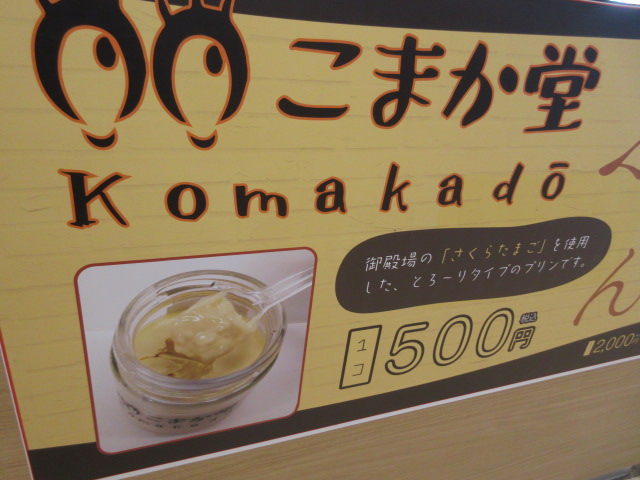 こまか堂
Komakadō
御殿場の「さくらたまご」を使用
した、とろーりタイプのプリンです。
1コ 500円 税込
ん
ん
2,000円